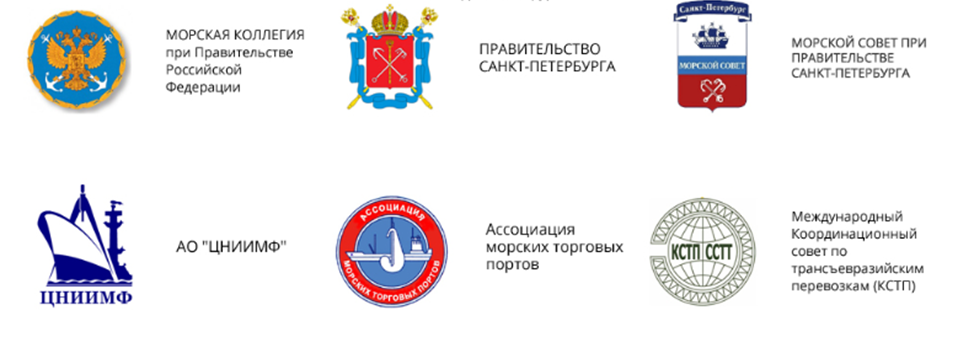 МОРСКАЯ КОЛЛЕГИЯ
при Правительстве
Российской
Федерации
ПРАВИТЕЛЬСТВО
САНКТ-ПЕТЕРБУРГА
Санкт-Петербург
МОРСКОЙ СОВЕТ
МОРСКОЙ СОВЕТ ПРИ
ПРАВИТЕЛЬСТВЕ
САНКТ-ПЕТЕРБУРГА
ЦНИИМФ
АО "ЦНИИМФ"
АССОЦИАЦИЯ
МОРСКИХ ТОРГОВЫХ ПОРТОВ
Ассоциация
морских торговых
портов
КСТП ССТТ
Международный
Координационный
совет по
трансъевразийским
перевозкам (КСТП)